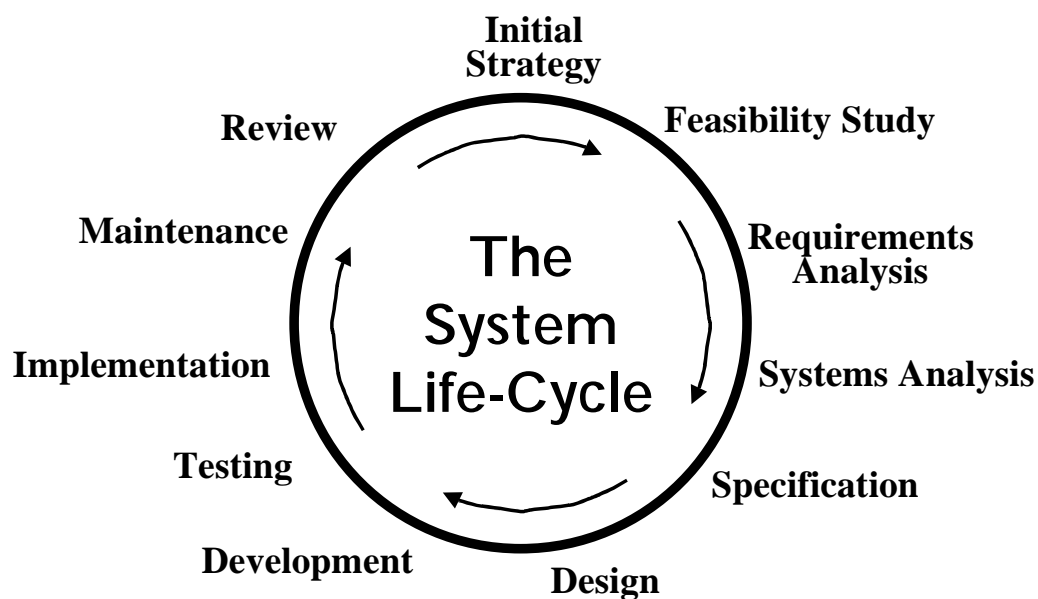 Initial
Strategy
Feasibility Study
Requirements
Analysis
Systems Analysis
Specification
Design
Development
Testing
Implementation
Maintenance
Review
The
System
Life-Cycle